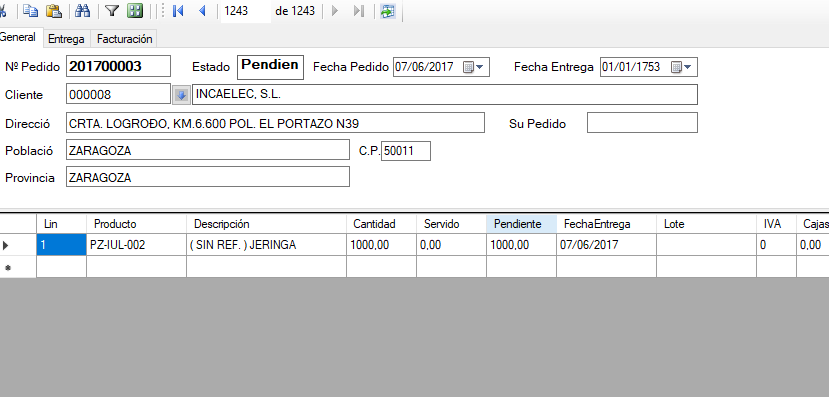 1243 de 1243
General Entrega Facturación
Nº Pedido 201700003 Estado Pendien Fecha Pedido 07/06/2017 Fecha Entrega 01/01/1753
Cliente 000008 INCAELEC, S.L.
Direcció CRTA. LOGROÐO, KM.6.600 POL. EL PORTAZO N39 Su Pedido
Població ZARAGOZA C.P. 50011
Provincia ZARAGOZA
Lin Producto Descripción Cantidad Servido Pendiente FechaEntrega Lote IVA Cajas
1 PZ-IUL-002 ( SIN REF. ) JERINGA 1000,00 0,00 1000,00 07/06/2017 0 0,00